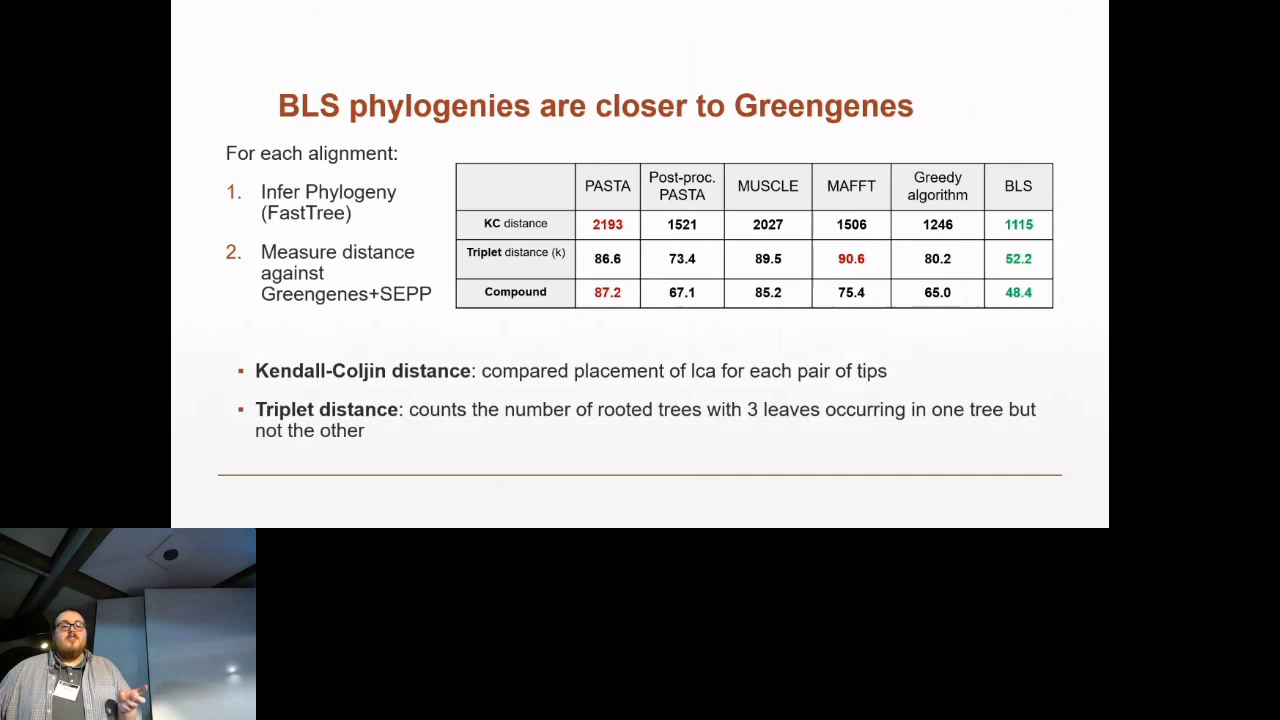 BLS phylogenies are closer to Greengenes
For each alignment:
1. Infer Phylogeny
(FastTree)
2. Measure distance
against
Greengenes+SEPP
PASTA Post-proc. PASTA MUSCLE MAFFT Greedy algorithm BLS
KC distance 2193 1521 2027 1506 1246 1115
Triplet distance (k) 86.6 73.4 89.5 90.6 80.2 52.2
Compound 87.2 67.1 85.2 75.4 65.0 48.4
▪ Kendall-Coljin distance: compared placement of lca for each pair of tips
▪ Triplet distance: counts the number of rooted trees with 3 leaves occurring in one tree but
not the other